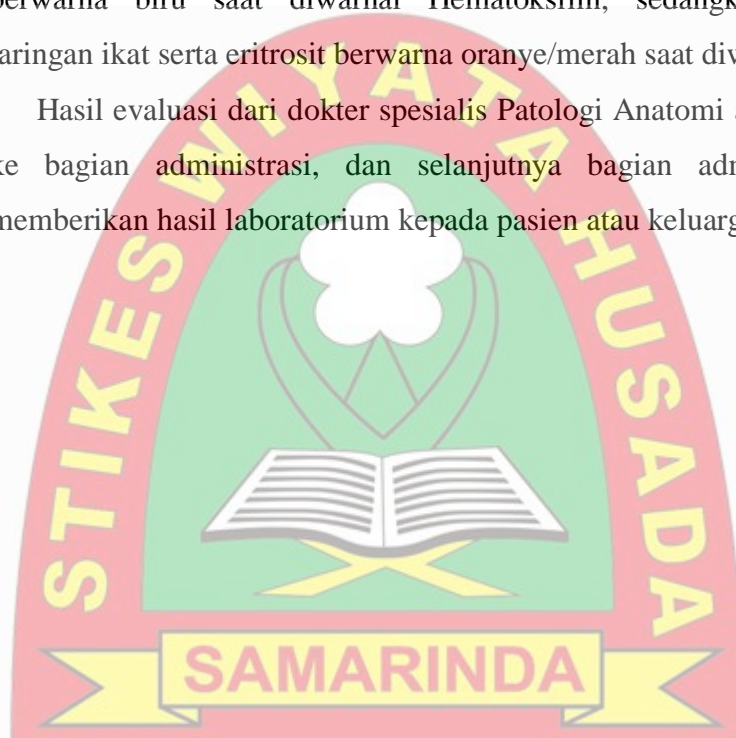 berwarna biru saat diwarnai Hematoksilin, sedangk
aringan ikat serta eritrosit berwarna oranye/merah saat diw
Hasil evaluasi dari dokter spesialis Patologi Anatomi
ke bagian administrasi, dan selanjutnya bagian adm
memberikan hasil laboratorium kepada pasien atau keluarg
STIKES WIYATA HUSADA
SAMARINDA